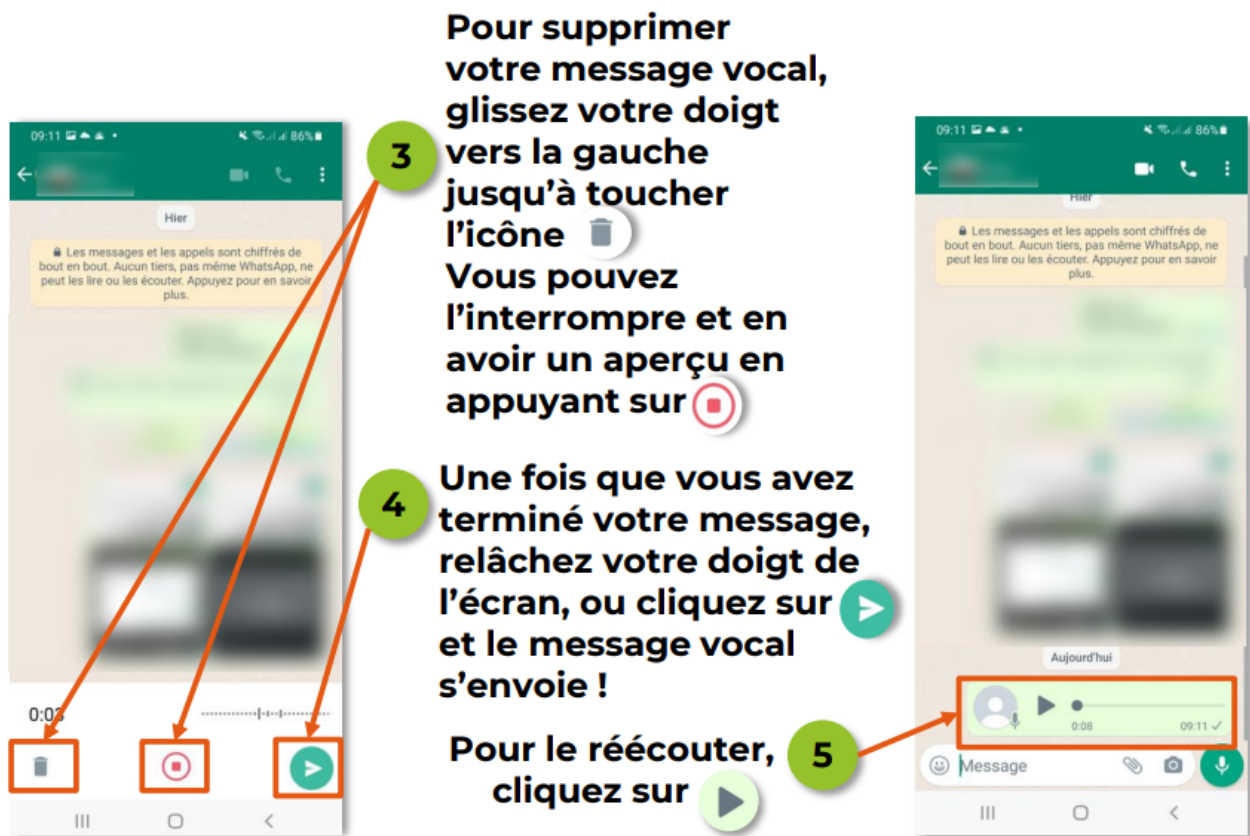 Pour supprimer
votre message vocal,
glissez votre doigt
vers la gauche
jusqu'à toucher
l'icône
Vous pouvez
l'interrompre et en
avoir un aperçu en
appuyant sur
3
Une fois que vous avez
terminé votre message,
relâchez votre doigt de
l'écran, ou cliquez sur
et le message vocal
s'envoie !
4
Pour le réécouter,
cliquez sur
5
09:11
86%
Hier
Les messages et les appels sont chiffrés de
bout en bout. Aucun tiers, pas même WhatsApp, ne
peut les lire ou les écouter. Appuyez pour en savoir
plus.
0:03
09:11
86%
Hier
Les messages et les appels sont chiffrés de
bout en bout. Aucun tiers, pas même WhatsApp, ne
peut les lire ou les écouter. Appuyez pour en savoir
plus.
Aujourd'hui
0:08
09:11
Message